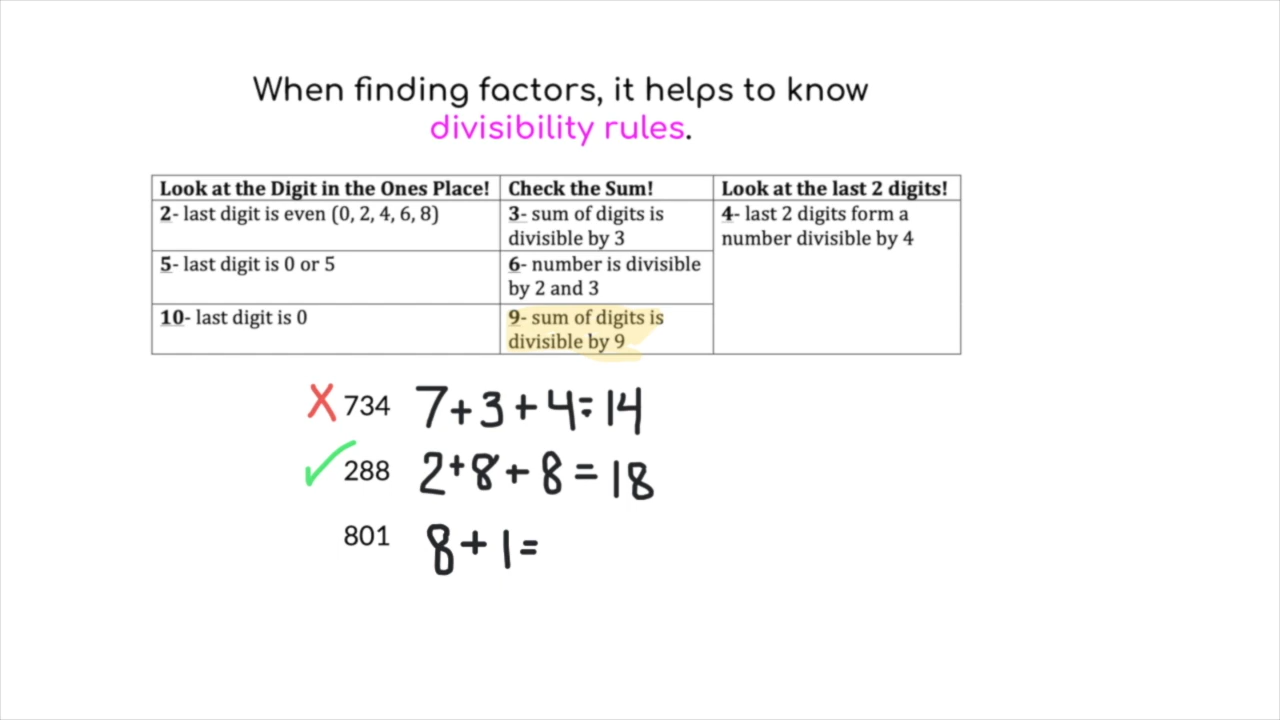 When finding factors, it helps to know
divisibility rules.
Look at the Digit in the Ones Place! Check the Sum! Look at the last 2 digits!
2- last digit is even (0, 2, 4, 6, 8)
3- sum of digits is
divisible by 3
4- last 2 digits form a
number divisible by 4
5- last digit is 0 or 5
6- number is divisible
by 2 and 3
10- last digit is 0
9- sum of digits is
divisible by 9
734 7+3+4=14
288 2+8+8=18
801 8+1=